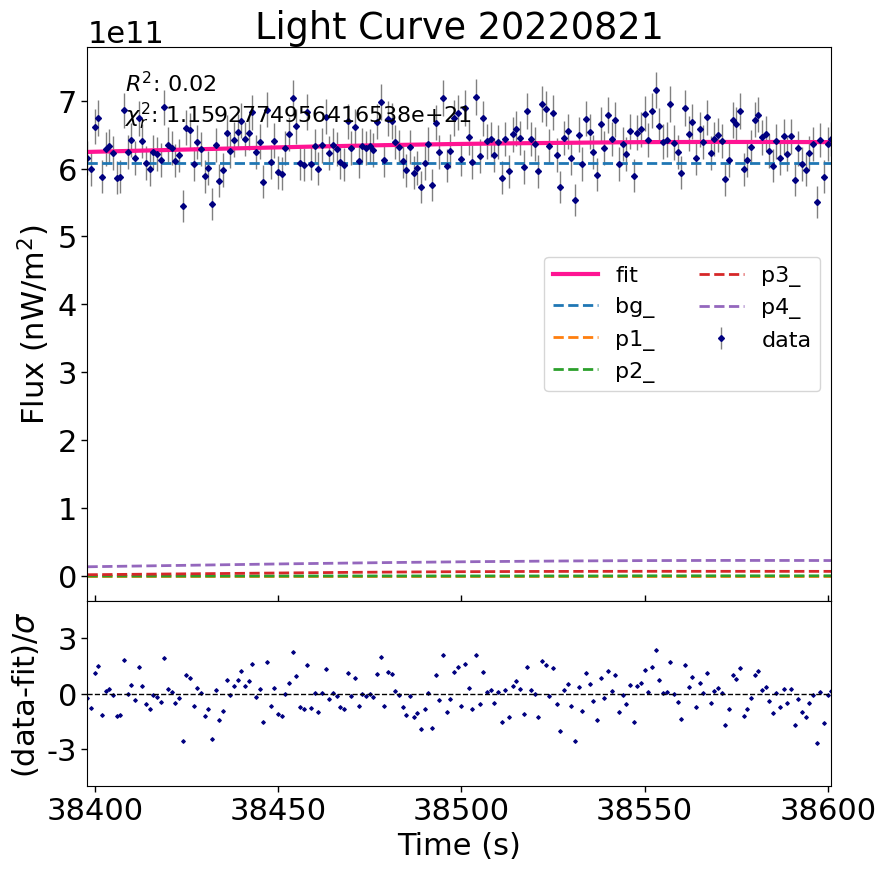 Light Curve 20220821
1e11
R²: 0.02
χ²ᵣ: 1.1592774956416538e+21
7
6
5
4
3
2
1
0
Flux (nW/m²)
fit
bg_
p1_
p2_
p3_
p4_
data
3
0
-3
(data-fit)/σ
38400 38450 38500 38550 38600
Time (s)